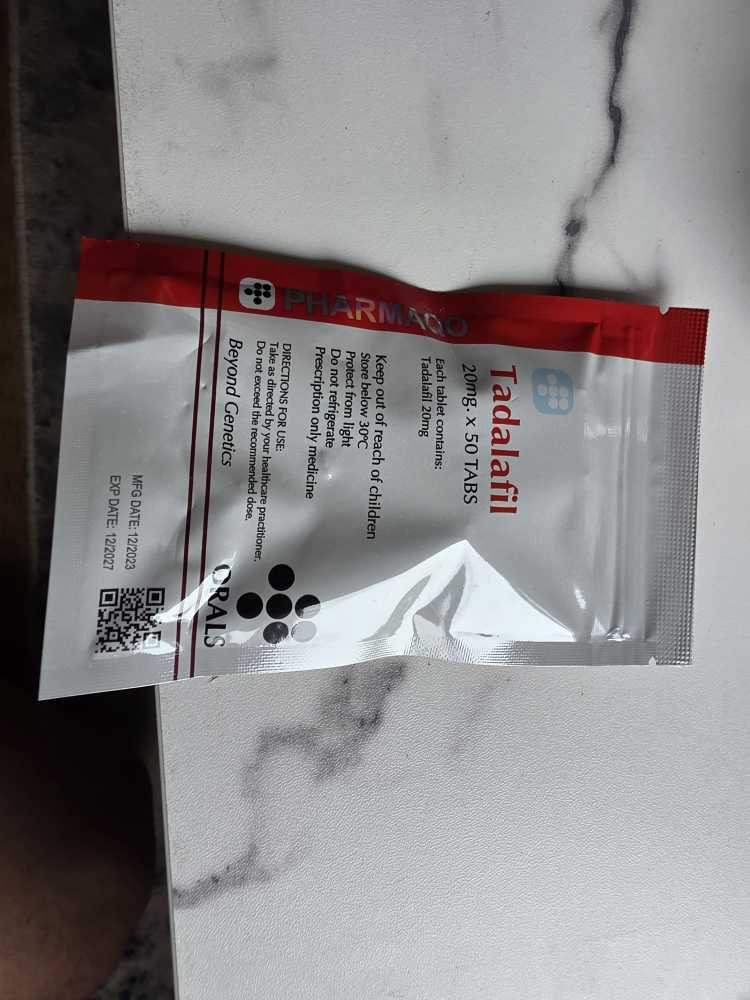 PHARMAQO
Tadalafil
20mg. x 50 TABS
Each tablet contains:
Tadalafil 20mg
Keep out of reach of children
Store below 30°C
Protect from light
Do not refrigerate
Prescription only medicine
DIRECTIONS FOR USE:
Take as directed by your healthcare practitioner.
Do not exceed the recommended dose.
Beyond Genetics
ORALS
MFG DATE: 12/2023
EXP DATE: 12/2027